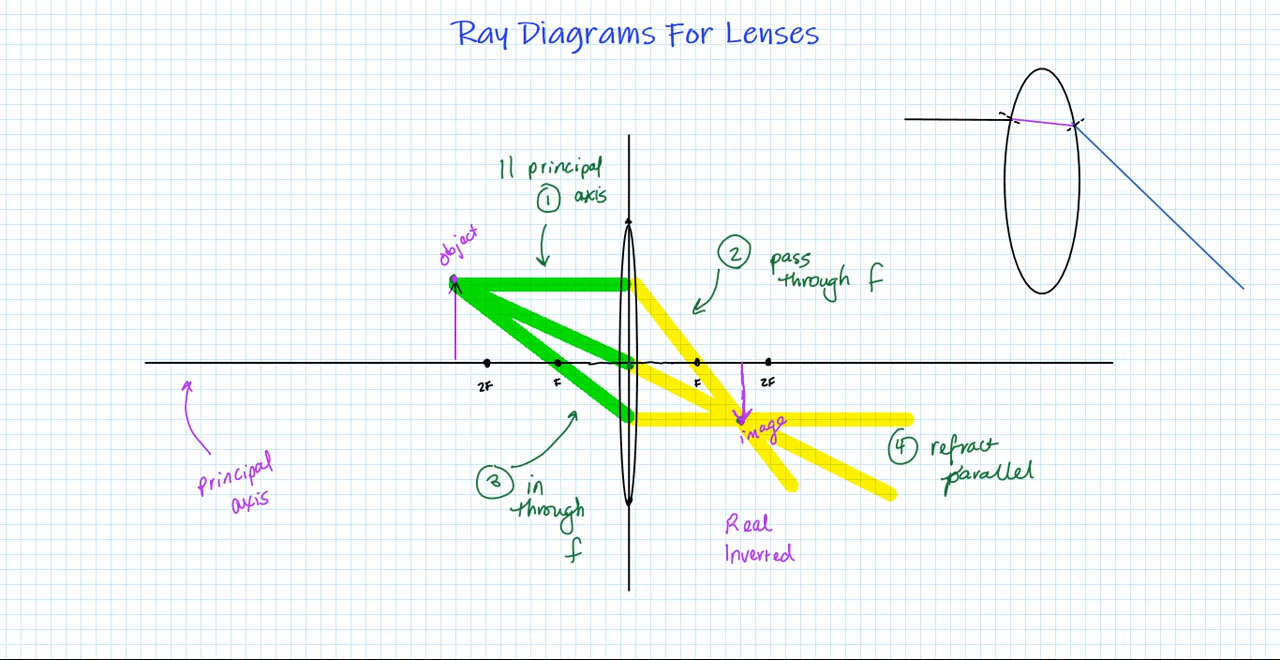 Ray Diagrams For Lenses
|| principal
① axis
object
② pass
through f
2F
F
F
2F
image
④ refract
parallel
principal
axis
③ in
through
f
Real
Inverted